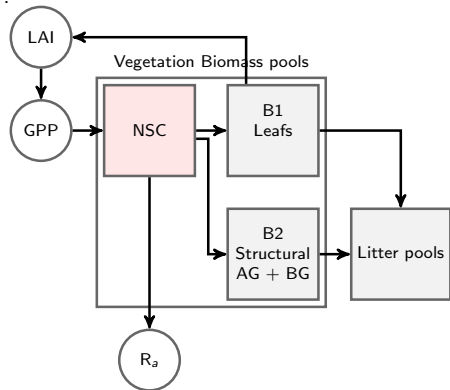 .
LAI
Vegetation Biomass pools
GPP
NSC
B1
Leafs
B2
Structural
AG + BG
Litter pools
Rₐ